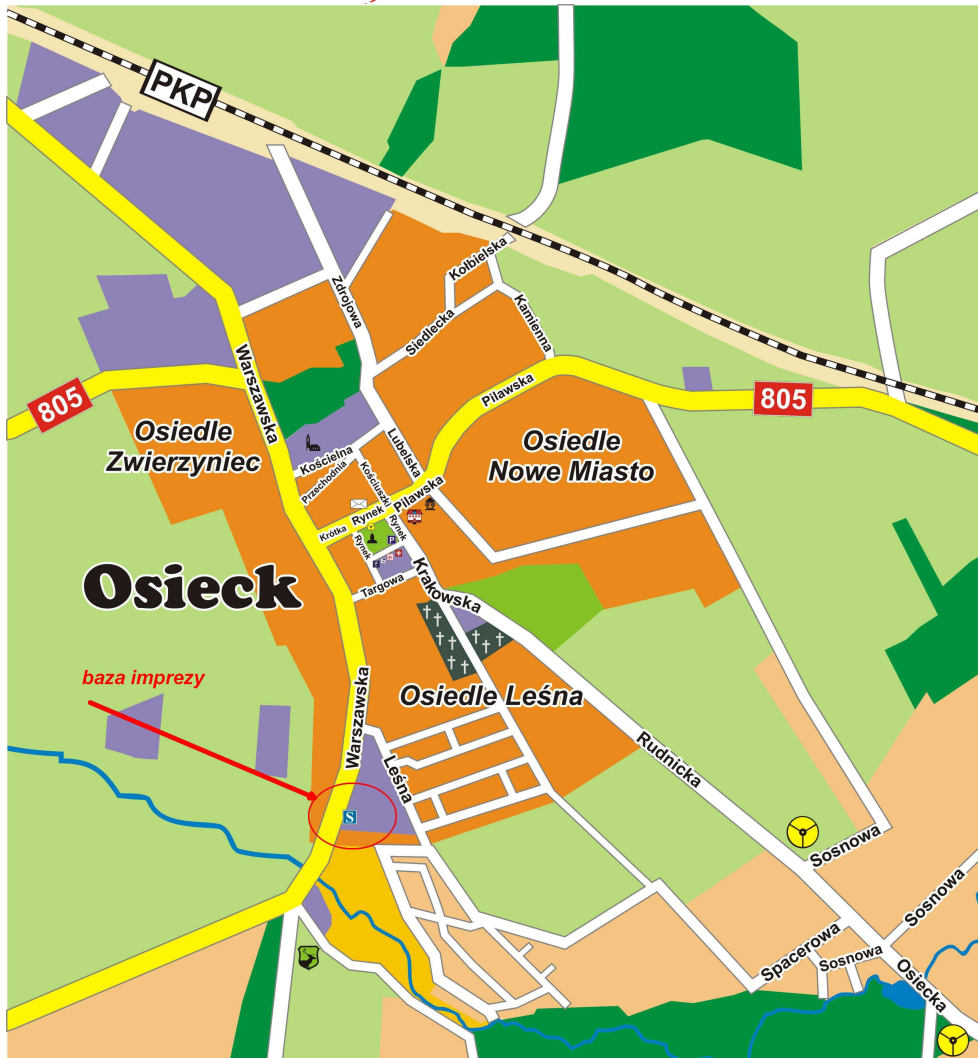 PKP
Kołbielska
Zdrojowa
Siedlecka
Kamienna
Warszawska
805
Pilawska
805
Osiedle
Zwierzyniec
Osiedle
Nowe Miasto
Kościelna
Lubelska
Przechodnia
Kościuszki
Pilawska
Rynek
Krótka
Rynek
Rynek
P
Targowa
Krakowska
Osieck
baza imprezy
Osiedle Leśna
Warszawska
Leśna
Rudnicka
S
Sosnowa
Sosnowa
Spacerowa
Sosnowa
Osiecka